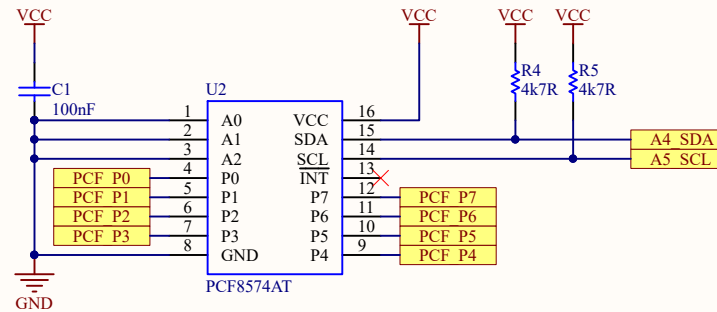 VCC
VCC
VCC
C1
100nF
U2
R4
4k7R
R5
4k7R
1
A0
VCC
16
2
A1
SDA
15
A4_SDA
3
A2
SCL
14
A5_SCL
PCF_P0
4
P0
INT
13
PCF_P1
5
P1
P7
12
PCF_P7
PCF_P2
6
P2
P6
11
PCF_P6
PCF_P3
7
P3
P5
10
PCF_P5
8
GND
P4
9
PCF_P4
PCF8574AT
GND